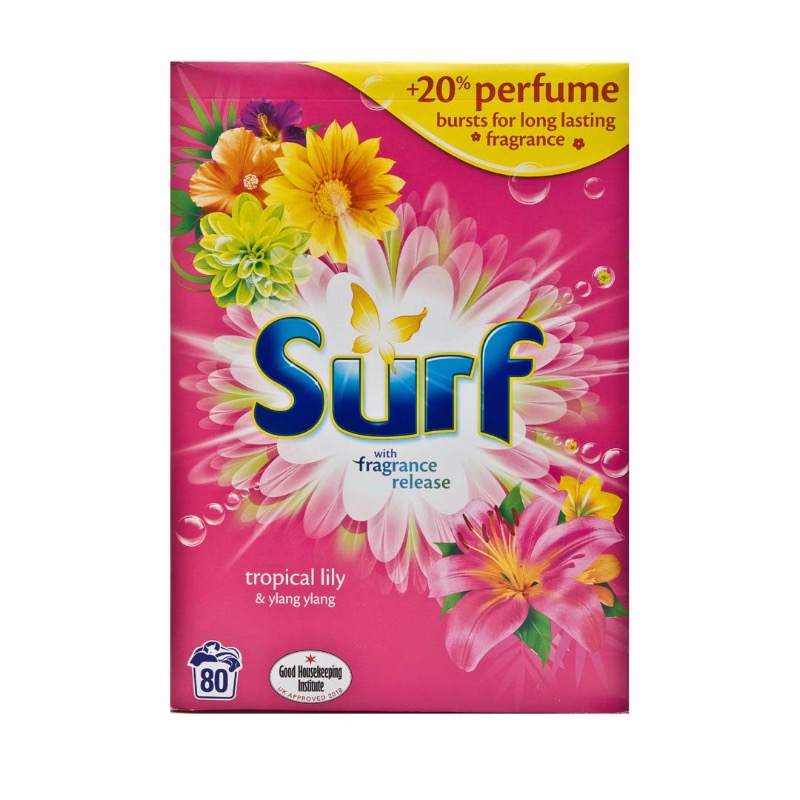 +20% perfume
bursts for long lasting
fragrance
Surf
with
fragrance
release
tropical lily
& ylang ylang
80
Good Housekeeping
Institute
UK APPROVED 2018